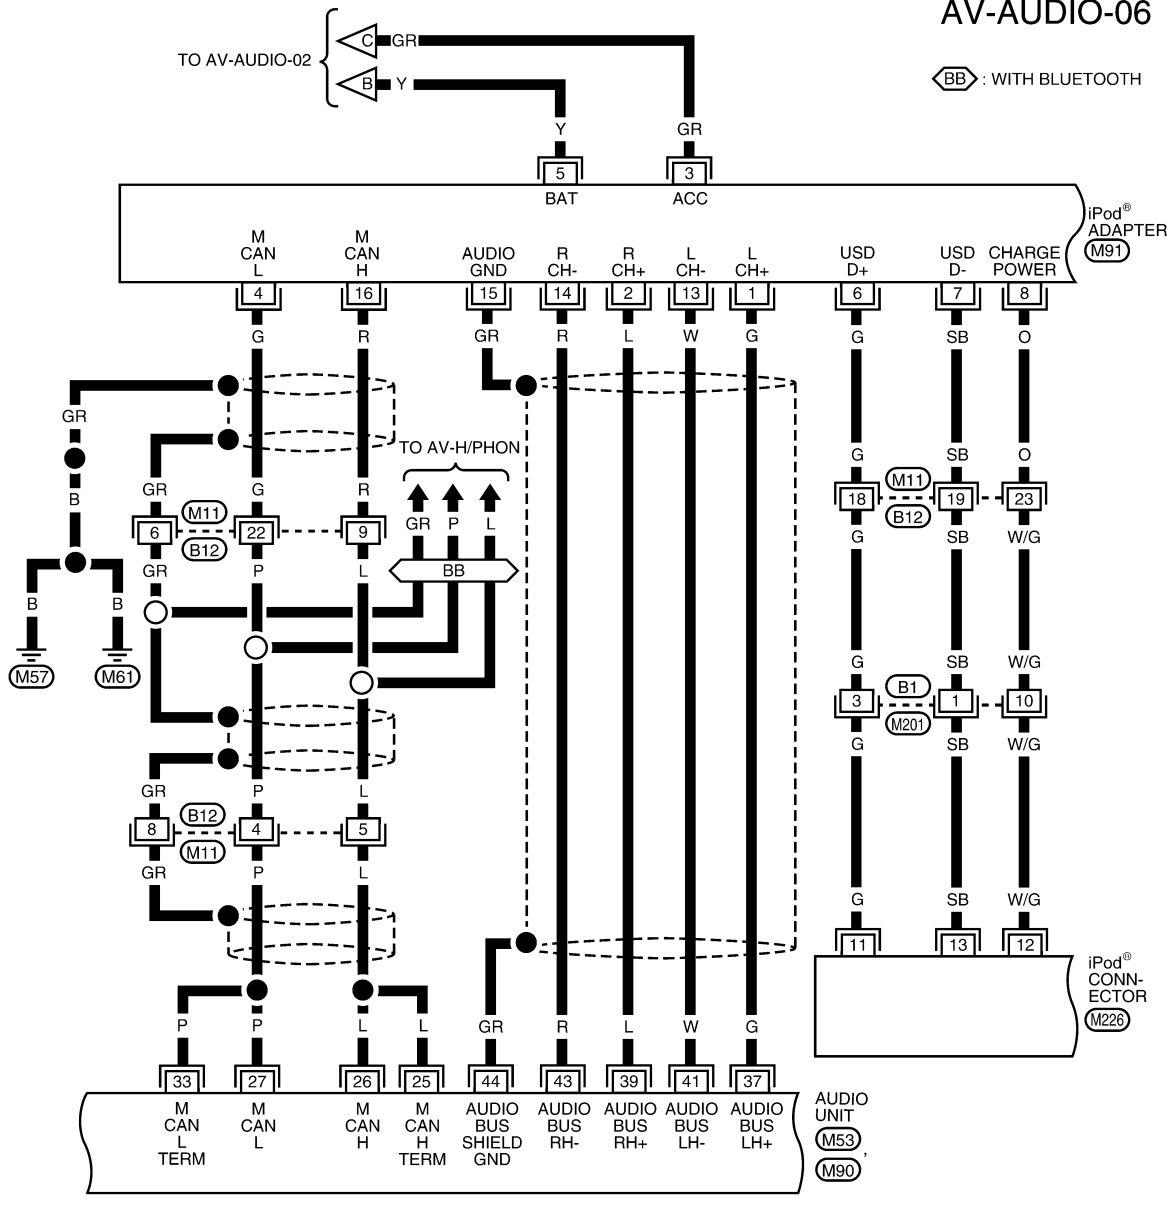 AV-AUDIO-06
C GR
TO AV-AUDIO-02
B Y
BB : WITH BLUETOOTH
Y GR
5 3
BAT ACC
iPod®
ADAPTER
M91
M
CAN
L
M
CAN
H
AUDIO
GND
R
CH-
R
CH+
L
CH-
L
CH+
USD
D+
USD
D-
CHARGE
POWER
4 16 15 14 2 13 1 6 7 8
G R GR R L W G G SB O
GR
TO AV-H/PHON
G SB O
B
GR G R
M11
18 19 23
M11
B12
GR P L
6 22 9
B12
G SB W/G
GR P L
BB
B B
M57 M61
G SB W/G
B1
3 1 10
M201
G SB W/G
GR P L
B12
8 4 5
M11
GR P L
G SB W/G
11 13 12
iPod®
CONN-
ECTOR
M226
P P L L GR R L W G
33 27 26 25 44 43 39 41 37
M
CAN
L
TERM
M
CAN
L
M
CAN
H
M
CAN
H
TERM
AUDIO
BUS
SHIELD
GND
AUDIO
BUS
RH-
AUDIO
BUS
RH+
AUDIO
BUS
LH-
AUDIO
BUS
LH+
AUDIO
UNIT
M53 ,
M90